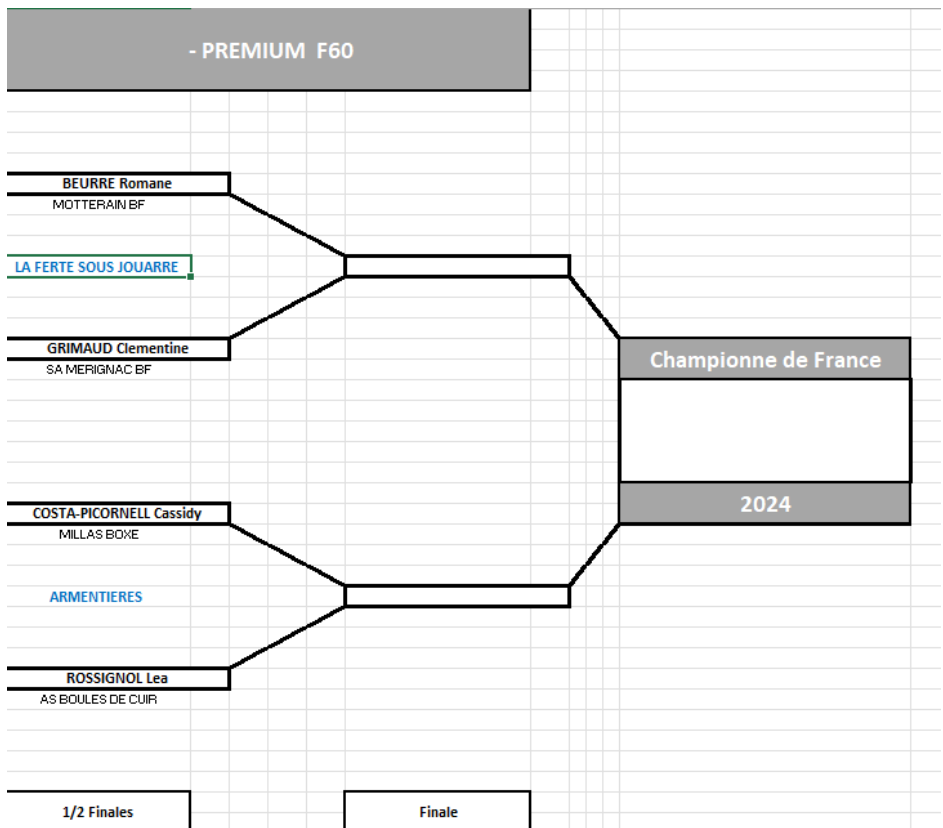 - PREMIUM F60
BEURRE Romane
MOTTERAIN BF
LA FERTE SOUS JOUARRE
GRIMAUD Clementine
SA MERIGNAC BF
Championne de France
2024
COSTA-PICORNELL Cassidy
MILLAS BOXE
ARMENTIERES
ROSSIGNOL Lea
AS BOULES DE CUIR
1/2 Finales
Finale